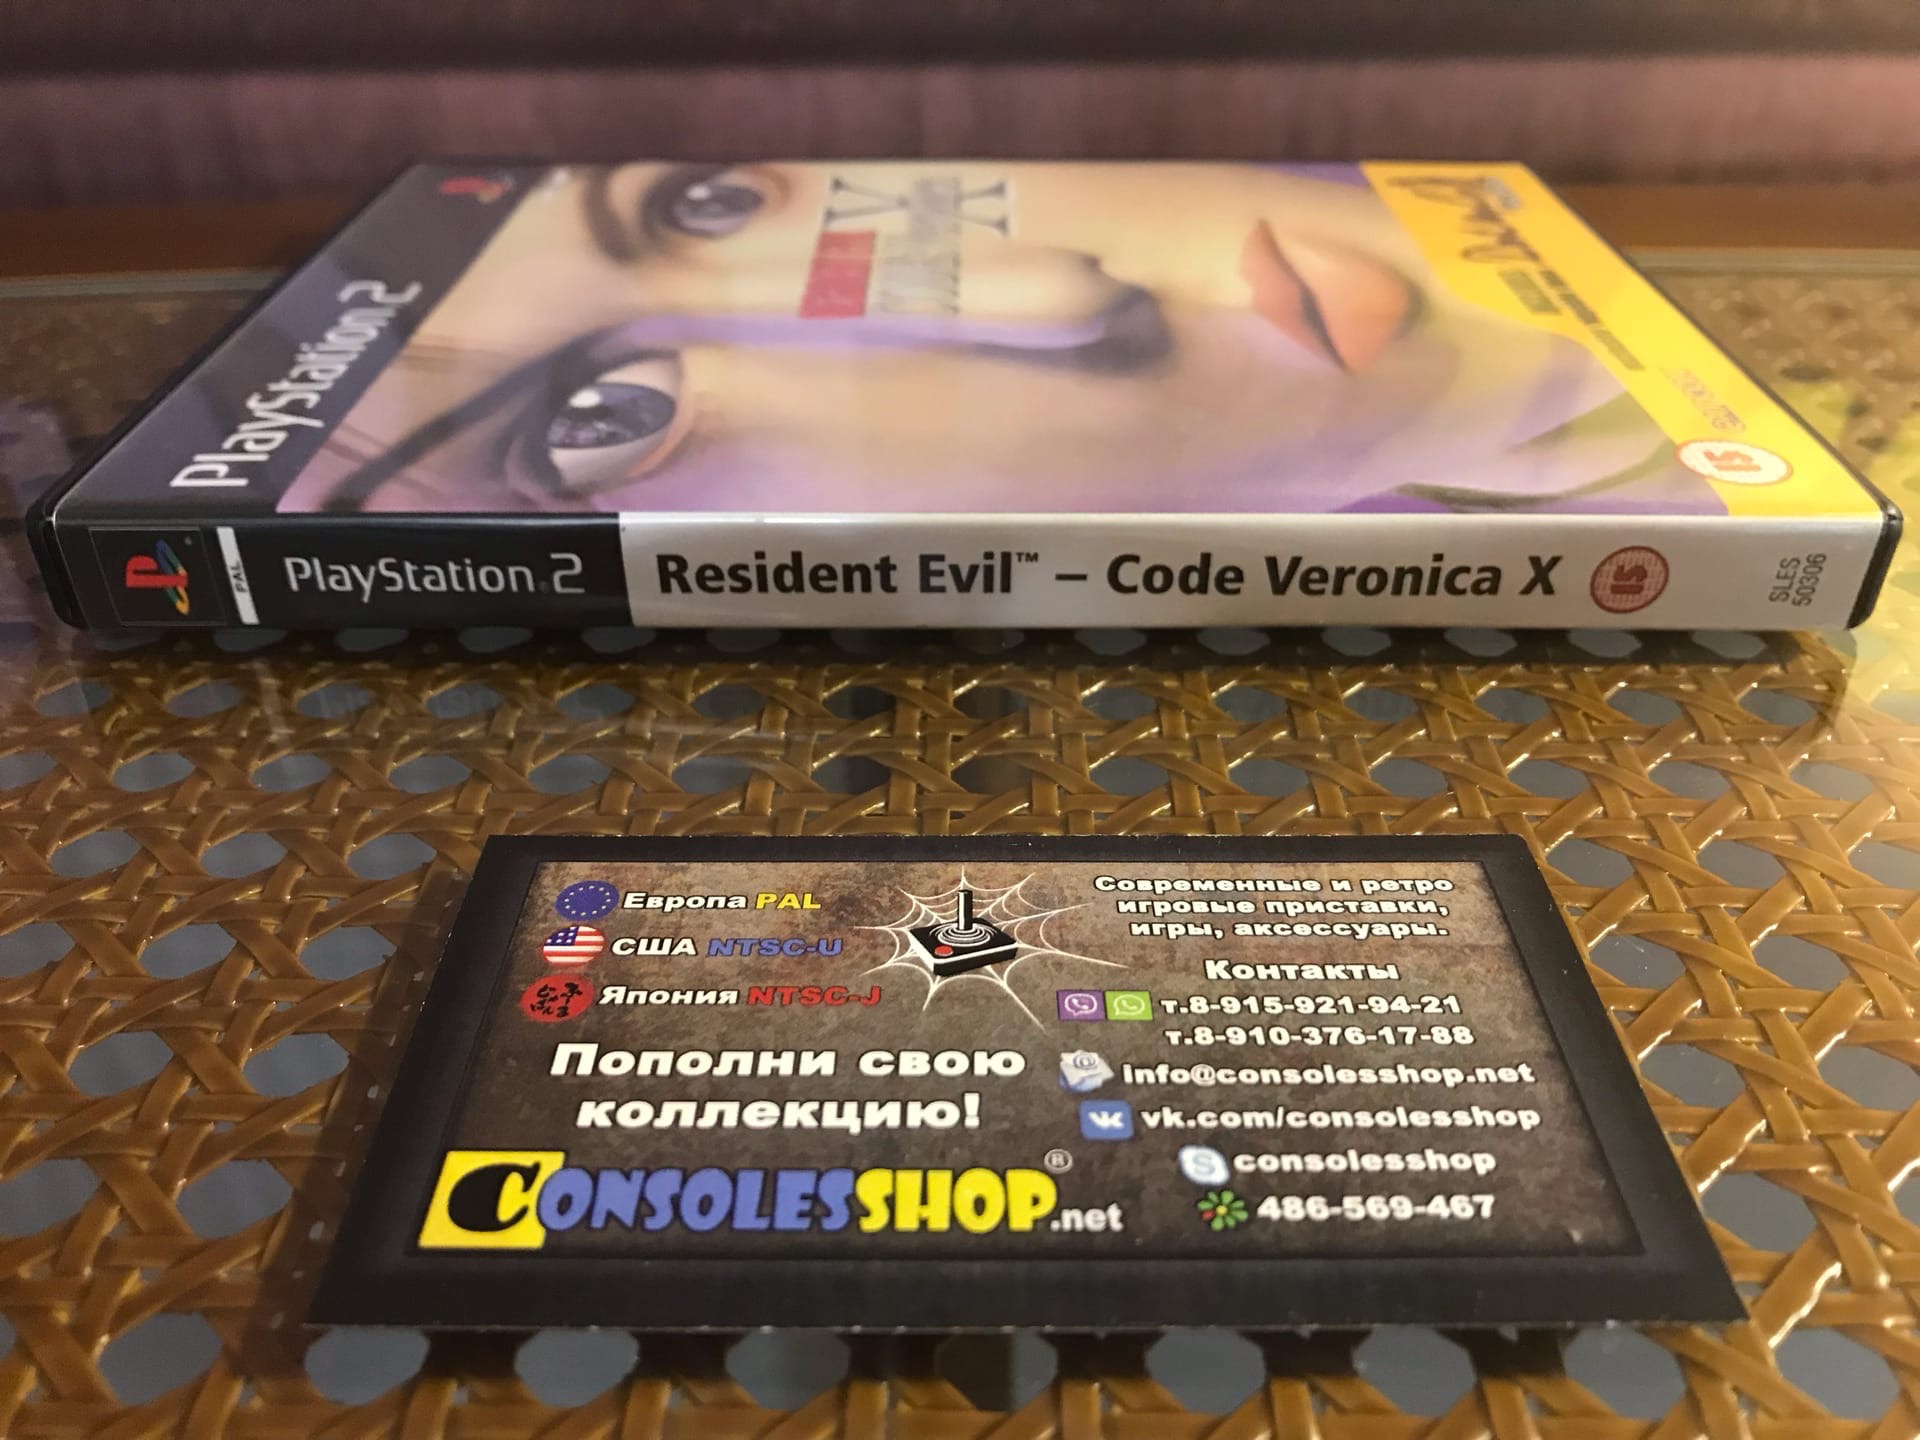 PlayStation 2
PAL
PlayStation®2
Resident Evil™ – Code Veronica X
15
SLES
50306
15
Европа PAL
США NTSC-U
Япония NTSC-J
Пополни свою
коллекцию!
CONSOLESSHOP®.net
Современные и ретро
игровые приставки,
игры, аксессуары.
Контакты
т.8-915-921-94-21
т.8-910-376-17-88
info@consolesshop.net
vk.com/consolesshop
consolesshop
486-569-467